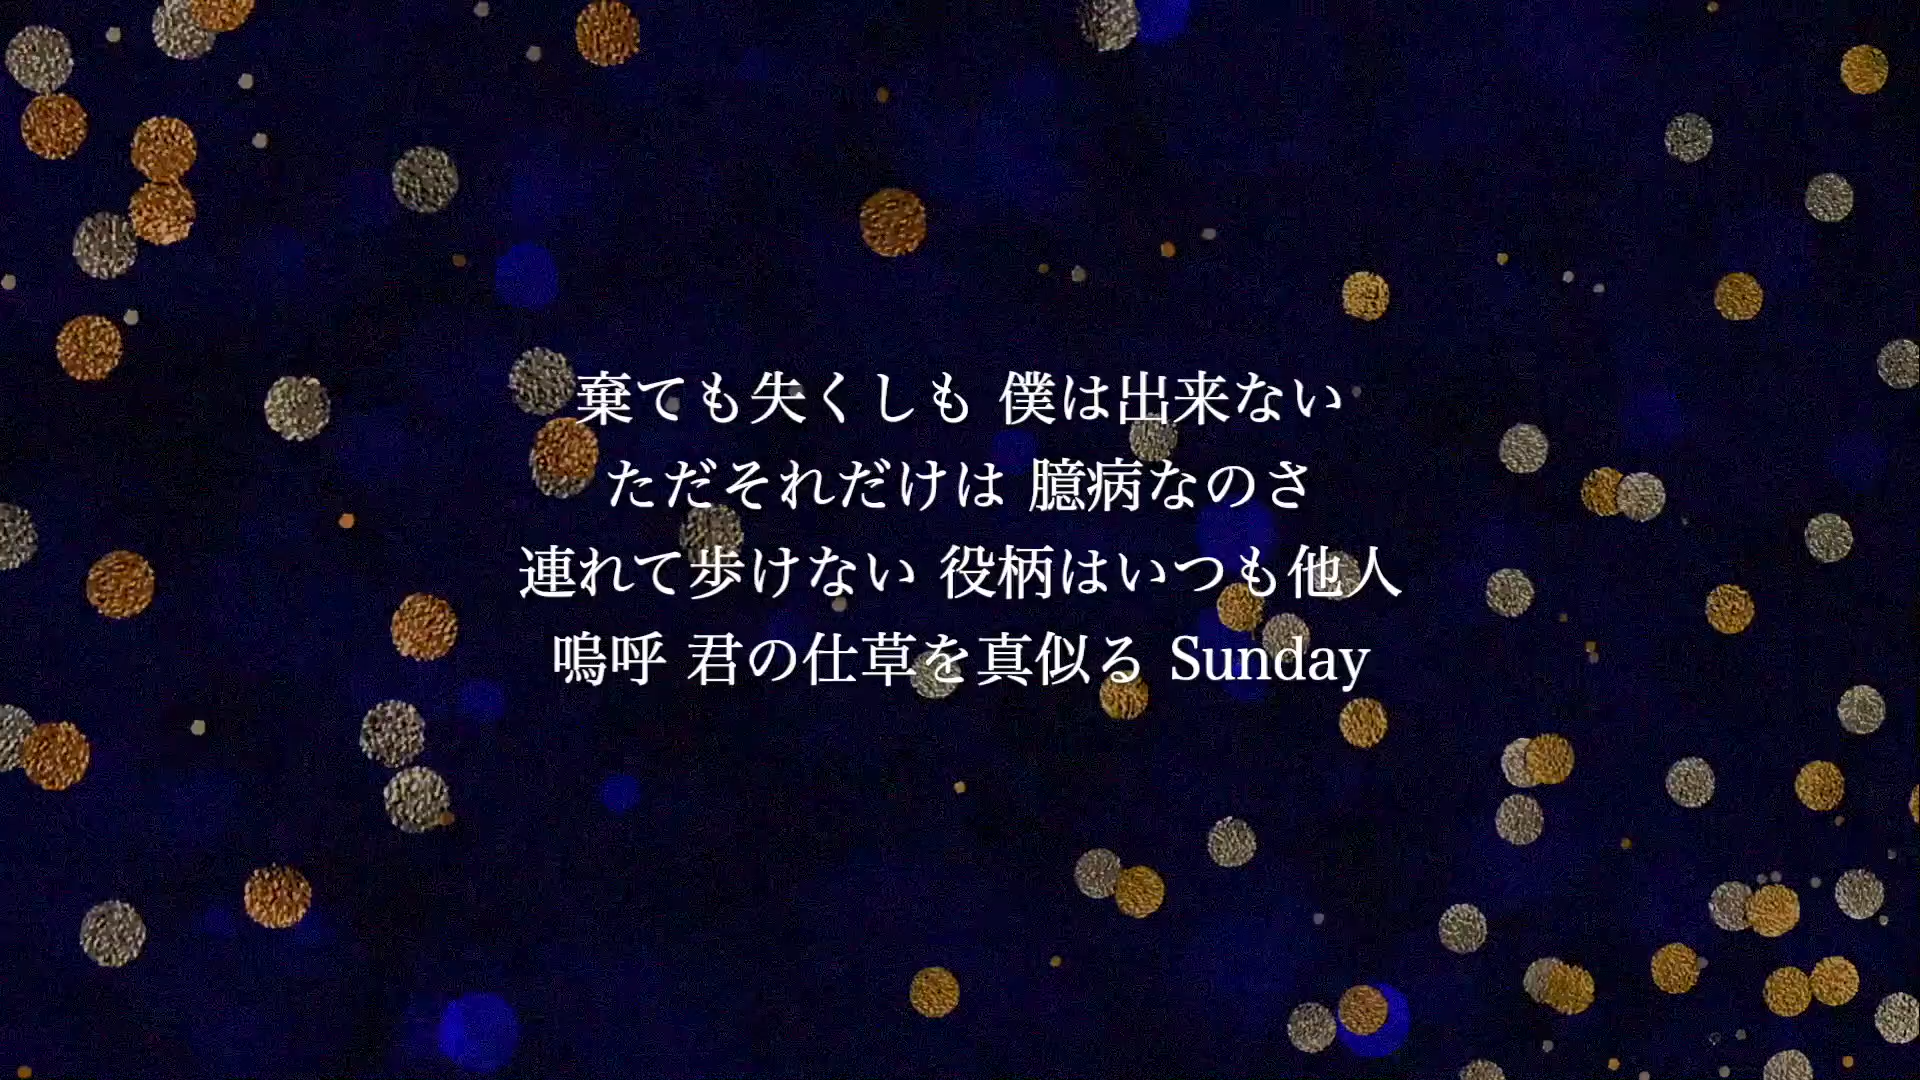 棄ても失くしも 僕は出来ない
ただそれだけは 臆病なのさ
連れて歩けない 役柄はいつも他人
嗚呼 君の仕草を真似る Sunday